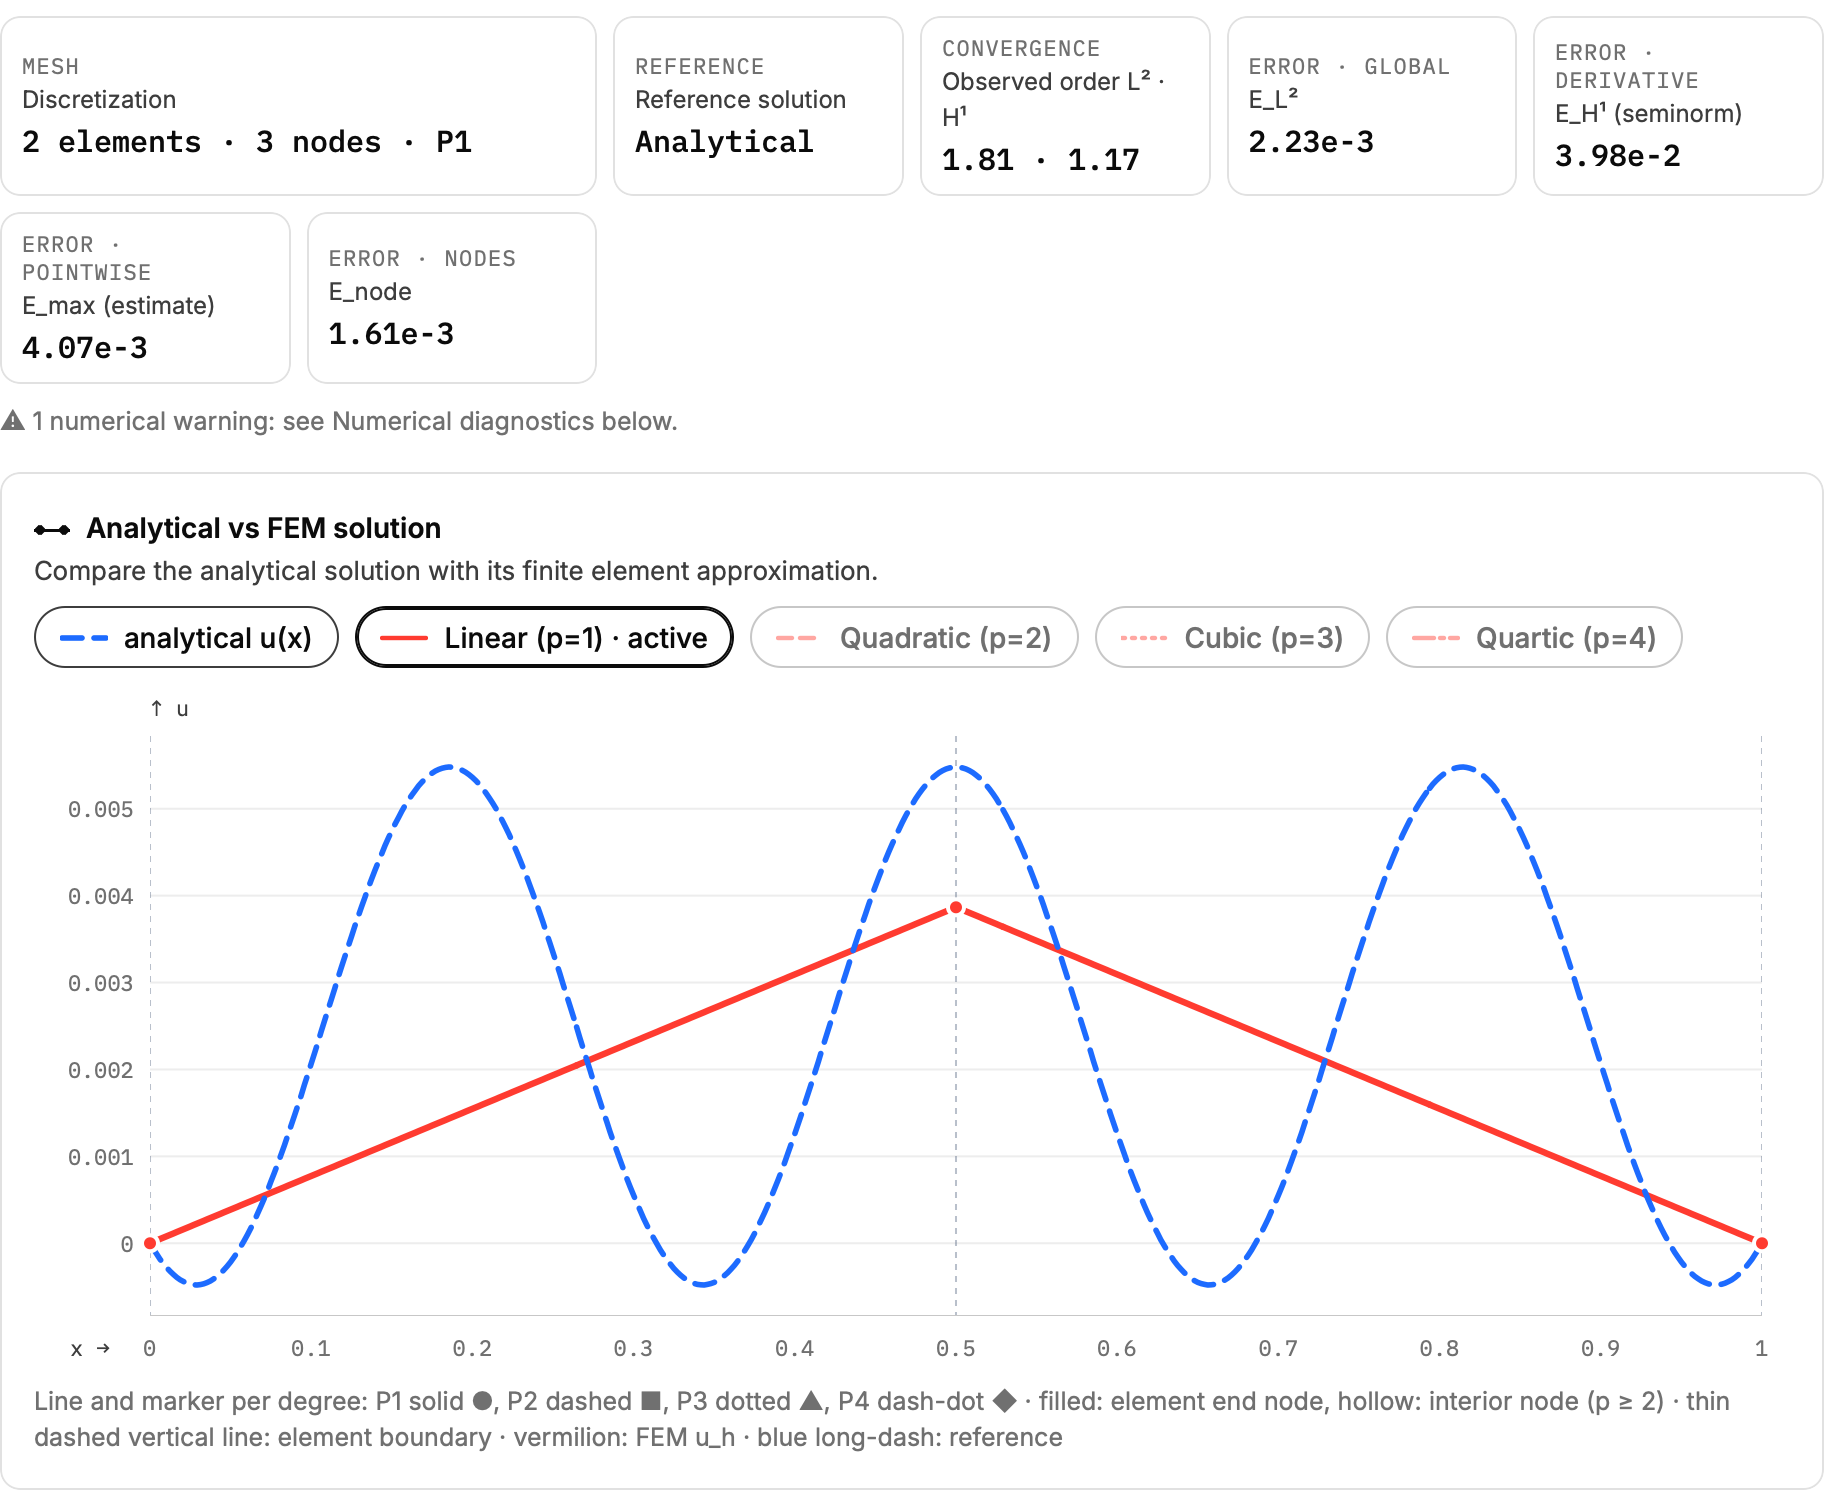 MESH
Discretization
2 elements · 3 nodes · P1
REFERENCE
Reference solution
Analytical
CONVERGENCE
Observed order L² ·
H¹
1.81 · 1.17
ERROR · GLOBAL
E_L²
2.23e-3
ERROR ·
DERIVATIVE
E_H¹ (seminorm)
3.98e-2
ERROR ·
POINTWISE
E_max (estimate)
4.07e-3
ERROR · NODES
E_node
1.61e-3
⚠ 1 numerical warning: see Numerical diagnostics below.
Analytical vs FEM solution
Compare the analytical solution with its finite element approximation.
analytical u(x) Linear (p=1) · active Quadratic (p=2) Cubic (p=3) Quartic (p=4)
↑ u
0.005
0.004
0.003
0.002
0.001
0
x → 0 0.1 0.2 0.3 0.4 0.5 0.6 0.7 0.8 0.9 1
Line and marker per degree: P1 solid ●, P2 dashed ■, P3 dotted ▲, P4 dash-dot ◆ · filled: element end node, hollow: interior node (p ≥ 2) · thin
dashed vertical line: element boundary · vermilion: FEM u_h · blue long-dash: reference